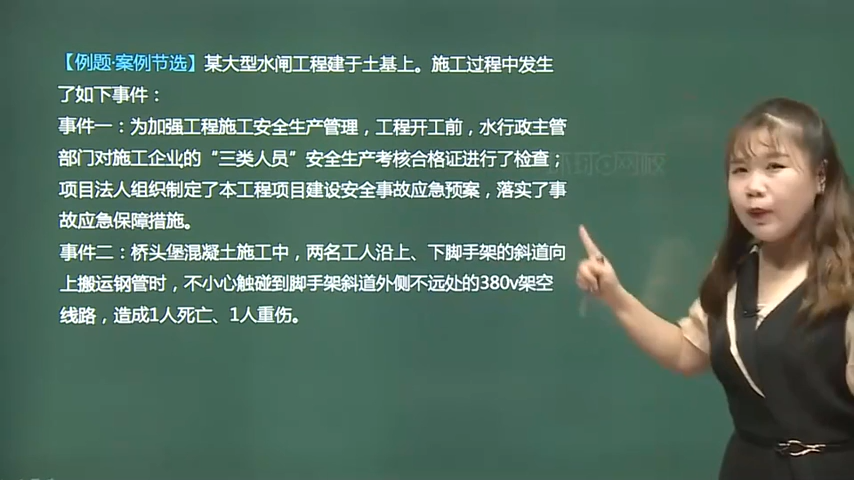 【例题·案例节选】某大型水闸工程建于土基上。施工过程中发生
了如下事件：
事件一：为加强工程施工安全生产管理，工程开工前，水行政主管
部门对施工企业的“三类人员”安全生产考核合格证进行了检查；
项目法人组织制定了本工程项目建设安全事故应急预案，落实了事
故应急保障措施。
事件二：桥头堡混凝土施工中，两名工人沿上、下脚手架的斜道向
上搬运钢管时，不小心触碰到脚手架斜道外侧不远处的380v架空
线路，造成1人死亡、1人重伤。
环球网校